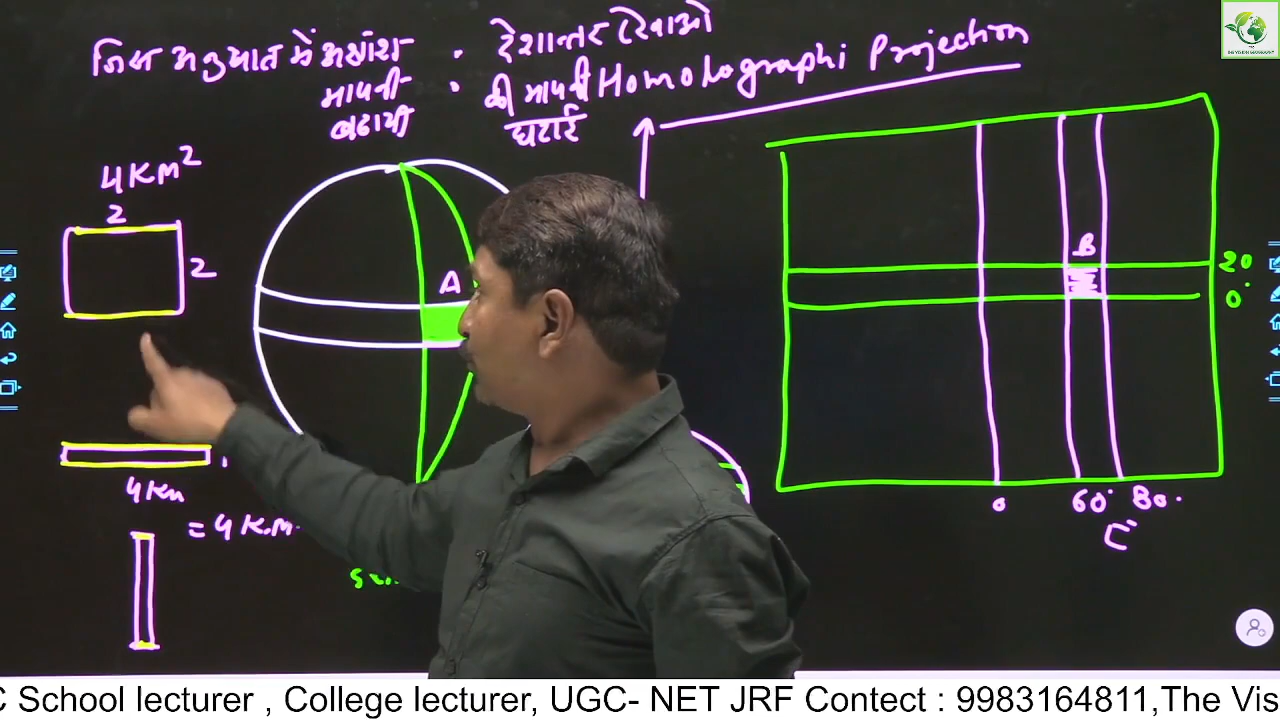 जिस अनुपात में अक्षांश · देशान्तर रेखाओ
मापनी · की मापनी Homolographi Projection
बढायी घटाई
4Km²
2
2
A
B
20
0°
0
60° 80°
E
4Km
= 4 K.m.
C School lecturer , College lecturer, UGC- NET JRF Contect : 9983164811,The Vis